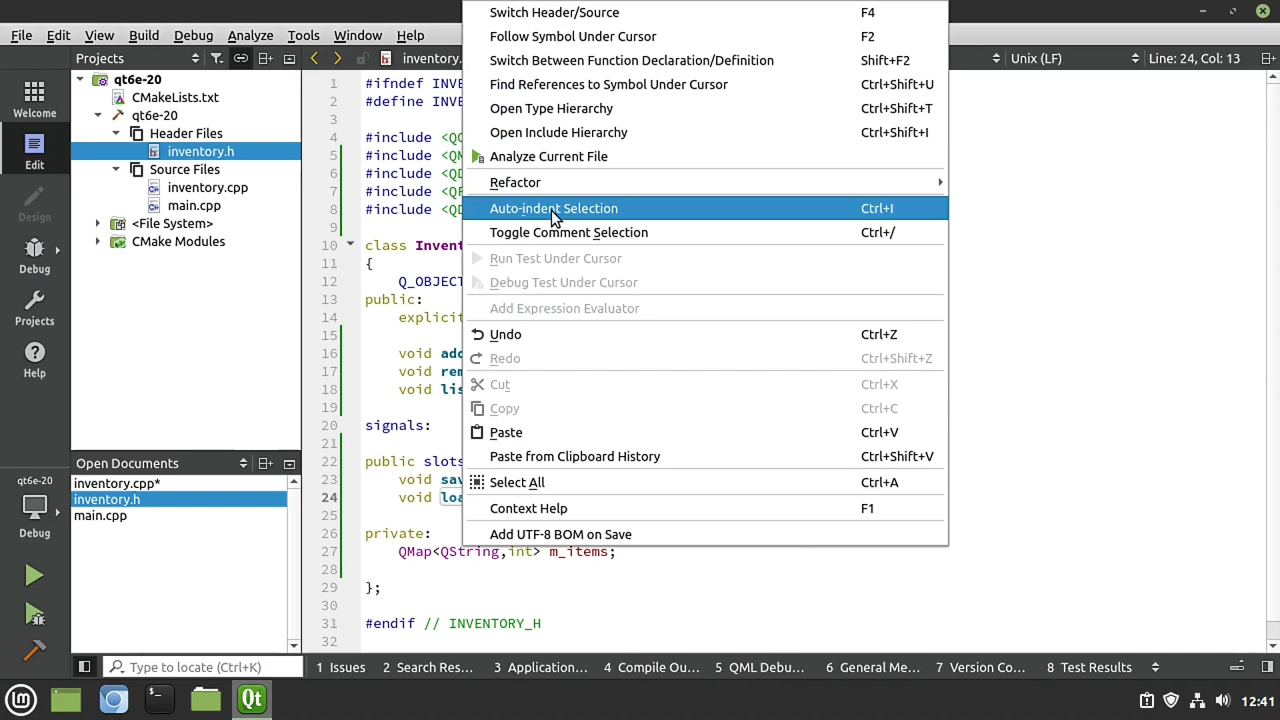 File Edit View Build Debug Analyze Tools Window Help
Projects
inventory.
Unix (LF)
Line: 24, Col: 13
Welcome
Edit
Design
Debug
Projects
Help
qt6e-20
Debug
qt6e-20
CMakeLists.txt
qt6e-20
Header Files
inventory.h
Source Files
inventory.cpp
main.cpp
<File System>
CMake Modules
Open Documents
inventory.cpp*
inventory.h
main.cpp
1 #ifndef INVE
2 #define INVE
3
4 #include <QO
5 #include <QM
6 #include <QD
7 #include <QF
8 #include <QD
9
10 class Invent
11 {
12 Q_OBJECT
13 public:
14 explicit
15
16 void add
17 void rem
18 void lis
19
20 signals:
21
22 public slots
23 void sav
24 void loa
25
26 private:
27 QMap<QString,int> m_items;
28
29 };
30
31 #endif // INVENTORY_H
32
Switch Header/Source F4
Follow Symbol Under Cursor F2
Switch Between Function Declaration/Definition Shift+F2
Find References to Symbol Under Cursor Ctrl+Shift+U
Open Type Hierarchy Ctrl+Shift+T
Open Include Hierarchy Ctrl+Shift+I
Analyze Current File
Refactor
Auto-indent Selection Ctrl+I
Toggle Comment Selection Ctrl+/
Run Test Under Cursor
Debug Test Under Cursor
Add Expression Evaluator
Undo Ctrl+Z
Redo Ctrl+Shift+Z
Cut Ctrl+X
Copy Ctrl+C
Paste Ctrl+V
Paste from Clipboard History Ctrl+Shift+V
Select All Ctrl+A
Context Help F1
Add UTF-8 BOM on Save
Type to locate (Ctrl+K)
1 Issues 2 Search Res... 3 Application... 4 Compile Ou... 5 QML Debu... 6 General Me... 7 Version Co... 8 Test Results
Qt
12:41